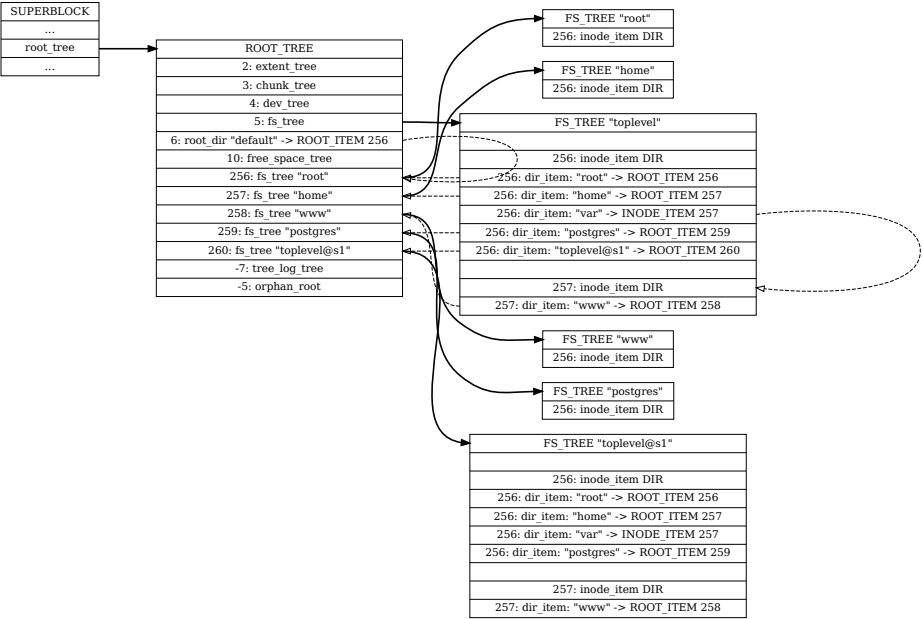 SUPERBLOCK
...
root_tree
...
ROOT_TREE
2: extent_tree
3: chunk_tree
4: dev_tree
5: fs_tree
6: root_dir "default" -> ROOT_ITEM 256
10: free_space_tree
256: fs_tree "root"
257: fs_tree "home"
258: fs_tree "www"
259: fs_tree "postgres"
260: fs_tree "toplevel@s1"
-7: tree_log_tree
-5: orphan_root
FS_TREE "root"
256: inode_item DIR
FS_TREE "home"
256: inode_item DIR
FS_TREE "toplevel"
256: inode_item DIR
256: dir_item: "root" -> ROOT_ITEM 256
256: dir_item: "home" -> ROOT_ITEM 257
256: dir_item: "var" -> INODE_ITEM 257
256: dir_item: "postgres" -> ROOT_ITEM 259
256: dir_item: "toplevel@s1" -> ROOT_ITEM 260
257: inode_item DIR
257: dir_item: "www" -> ROOT_ITEM 258
FS_TREE "www"
256: inode_item DIR
FS_TREE "postgres"
256: inode_item DIR
FS_TREE "toplevel@s1"
256: inode_item DIR
256: dir_item: "root" -> ROOT_ITEM 256
256: dir_item: "home" -> ROOT_ITEM 257
256: dir_item: "var" -> INODE_ITEM 257
256: dir_item: "postgres" -> ROOT_ITEM 259
257: inode_item DIR
257: dir_item: "www" -> ROOT_ITEM 258